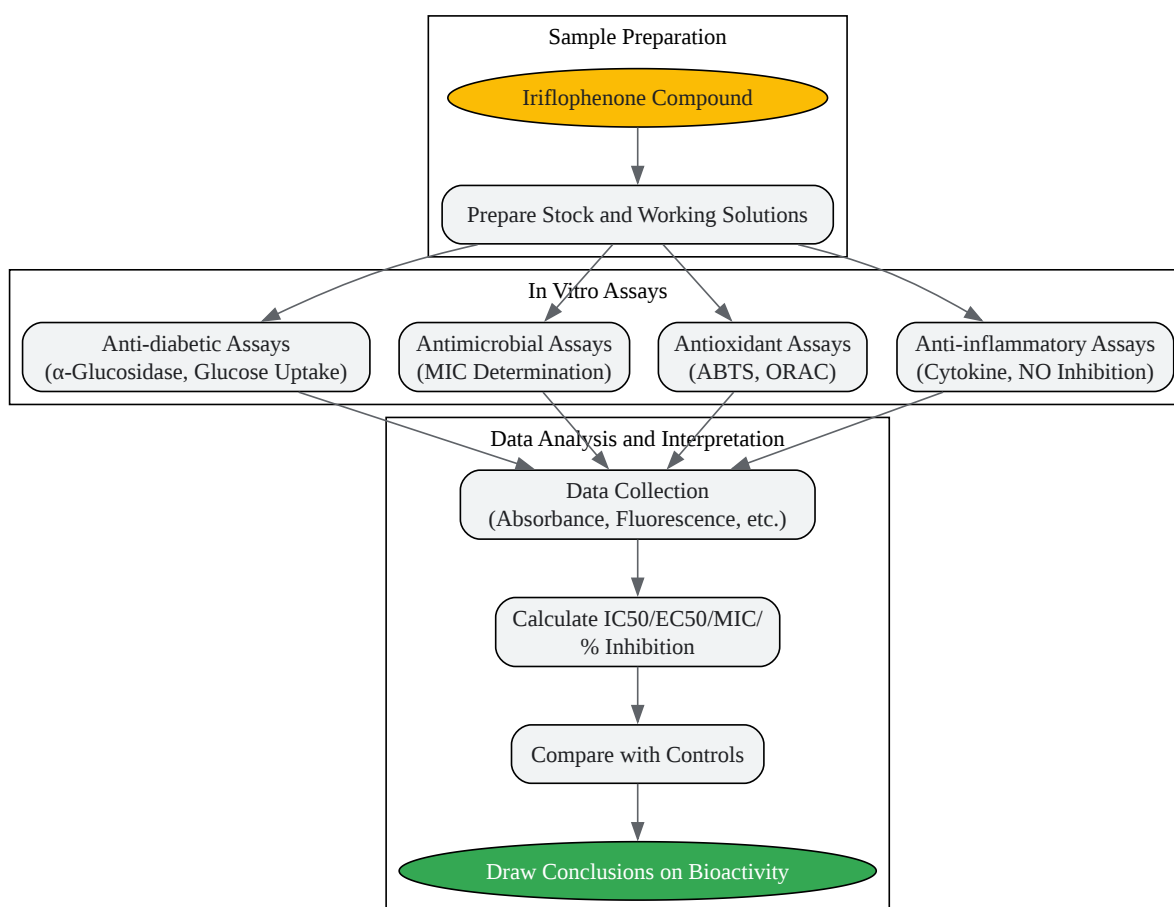 Sample Preparation
Iriflophenone Compound
Prepare Stock and Working Solutions
In Vitro Assays
Anti-diabetic Assays
(α-Glucosidase, Glucose Uptake)
Antimicrobial Assays
(MIC Determination)
Antioxidant Assays
(ABTS, ORAC)
Anti-inflammatory Assays
(Cytokine, NO Inhibition)
Data Analysis and Interpretation
Data Collection
(Absorbance, Fluorescence, etc.)
Calculate IC50/EC50/MIC/
% Inhibition
Compare with Controls
Draw Conclusions on Bioactivity